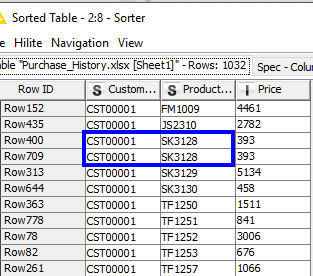 Sorted Table - 2:8 - Sorter
Hilite Navigation View
able "Purchase_History.xlsx [Sheet1]" - Rows: 1032 Spec - Colum
Row ID S Custom... S Product... I Price
Row152 CST00001 FM1009 4461
Row435 CST00001 JS2310 2782
Row400 CST00001 SK3128 393
Row709 CST00001 SK3128 393
Row313 CST00001 SK3129 5134
Row644 CST00001 SK3130 458
Row363 CST00001 TF1250 1511
Row778 CST00001 TF1251 841
Row78 CST00001 TF1252 3006
Row82 CST00001 TF1253 676
Row261 CST00001 TF1257 1066